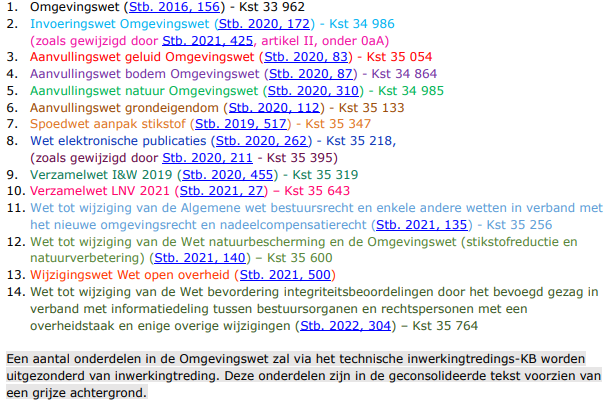 1. Omgevingswet (Stb. 2016, 156) - Kst 33 962
2. Invoeringswet Omgevingswet (Stb. 2020, 172) - Kst 34 986
(zoals gewijzigd door Stb. 2021, 425, artikel II, onder 0aA)
3. Aanvullingswet geluid Omgevingswet (Stb. 2020, 83) - Kst 35 054
4. Aanvullingswet bodem Omgevingswet (Stb. 2020, 87) - Kst 34 864
5. Aanvullingswet natuur Omgevingswet (Stb. 2020, 310) - Kst 34 985
6. Aanvullingswet grondeigendom (Stb. 2020, 112) - Kst 35 133
7. Spoedwet aanpak stikstof (Stb. 2019, 517) - Kst 35 347
8. Wet elektronische publicaties (Stb. 2020, 262) - Kst 35 218,
(zoals gewijzigd door Stb. 2020, 211 - Kst 35 395)
9. Verzamelwet I&W 2019 (Stb. 2020, 455) - Kst 35 319
10. Verzamelwet LNV 2021 (Stb. 2021, 27) – Kst 35 643
11. Wet tot wijziging van de Algemene wet bestuursrecht en enkele andere wetten in verband met
het nieuwe omgevingsrecht en nadeelcompensatierecht (Stb. 2021, 135) - Kst 35 256
12. Wet tot wijziging van de Wet natuurbescherming en de Omgevingswet (stikstofreductie en
natuurverbetering) (Stb. 2021, 140) – Kst 35 600
13. Wijzigingswet Wet open overheid (Stb. 2021, 500)
14. Wet tot wijziging van de Wet bevordering integriteitsbeoordelingen door het bevoegd gezag in
verband met informatiedeling tussen bestuursorganen en rechtspersonen met een
overheidstaak en enige overige wijzigingen (Stb. 2022, 304) – Kst 35 764
Een aantal onderdelen in de Omgevingswet zal via het technische inwerkingtredings-KB worden
uitgezonderd van inwerkingtreding. Deze onderdelen zijn in de geconsolideerde tekst voorzien van
een grijze achtergrond.